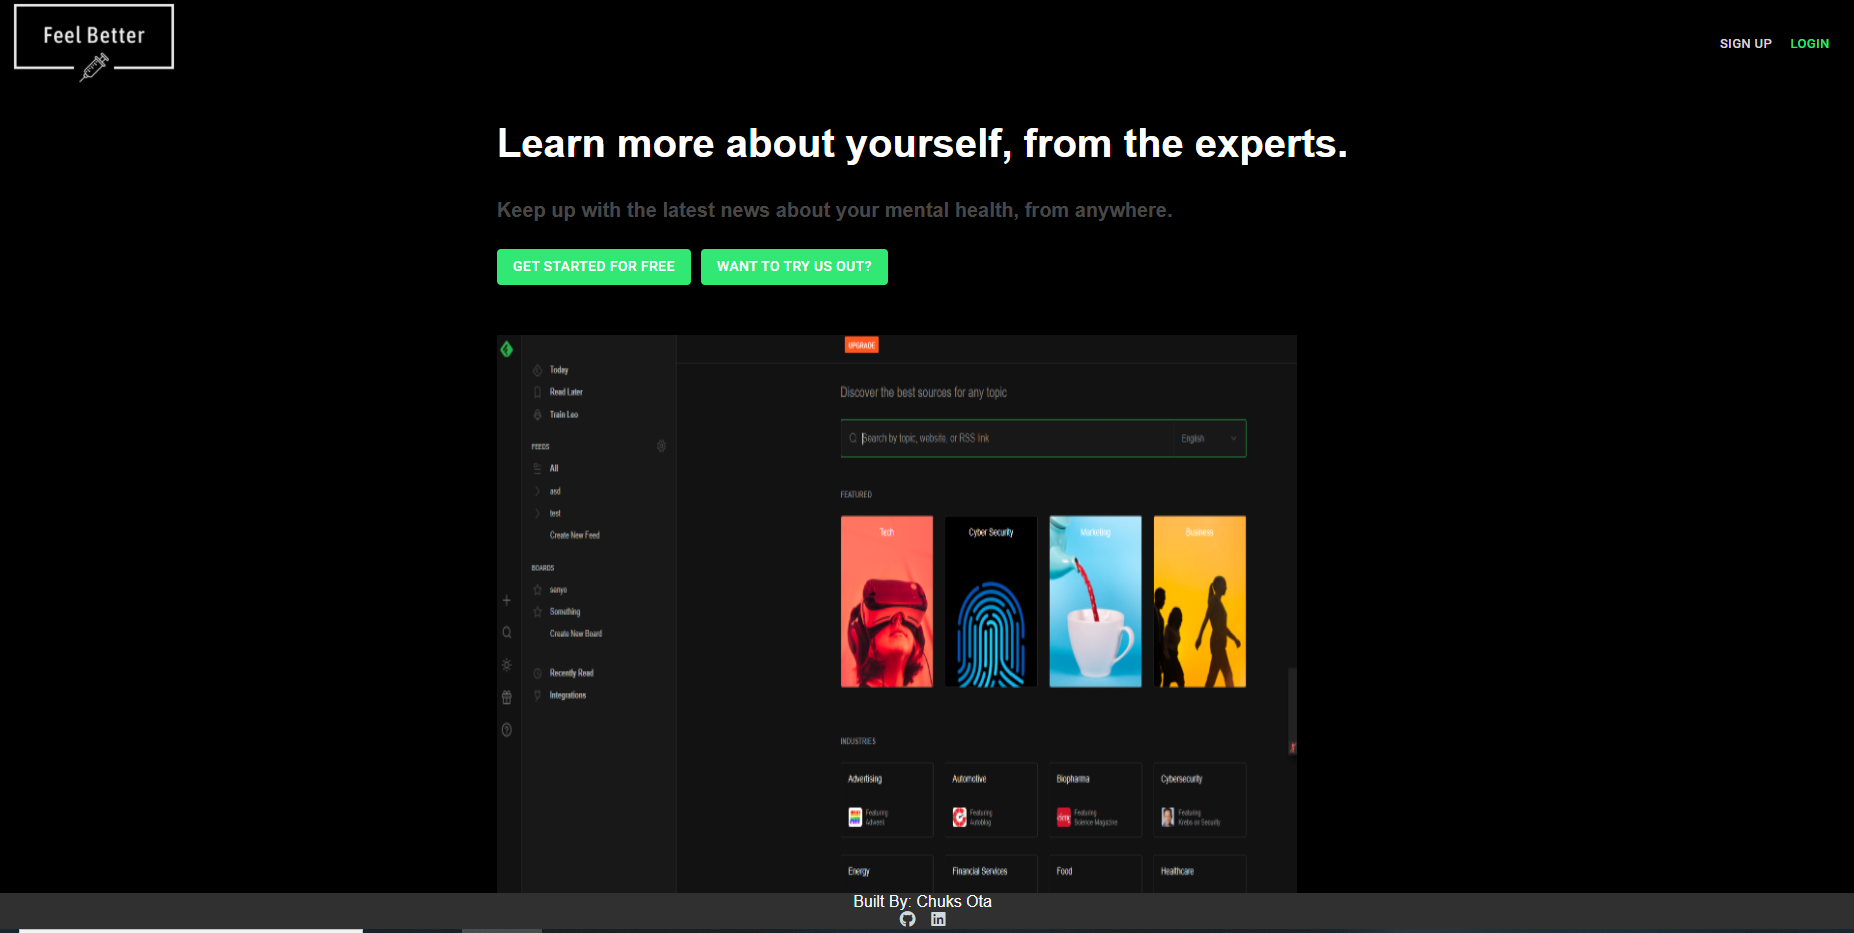 Feel Better
SIGN UP LOGIN
Learn more about yourself, from the experts.
Keep up with the latest news about your mental health, from anywhere.
GET STARTED FOR FREE WANT TO TRY US OUT?
UPGRADE
Today
Read Later
Train Leo
FEEDS
All
asd
test
Create New Feed
BOARDS
senyo
Something
Create New Board
Recently Read
Integrations
Discover the best sources for any topic
Search by topic, website, or RSS link English
FEATURED
Tech Cyber Security Marketing Business
INDUSTRIES
Advertising Automotive Biopharma Cybersecurity
Featuring Featuring Featuring Featuring
Adweek Autoblog Science Magazine Krebs on Security
Energy Financial Services Food Healthcare
Built By: Chuks Ota